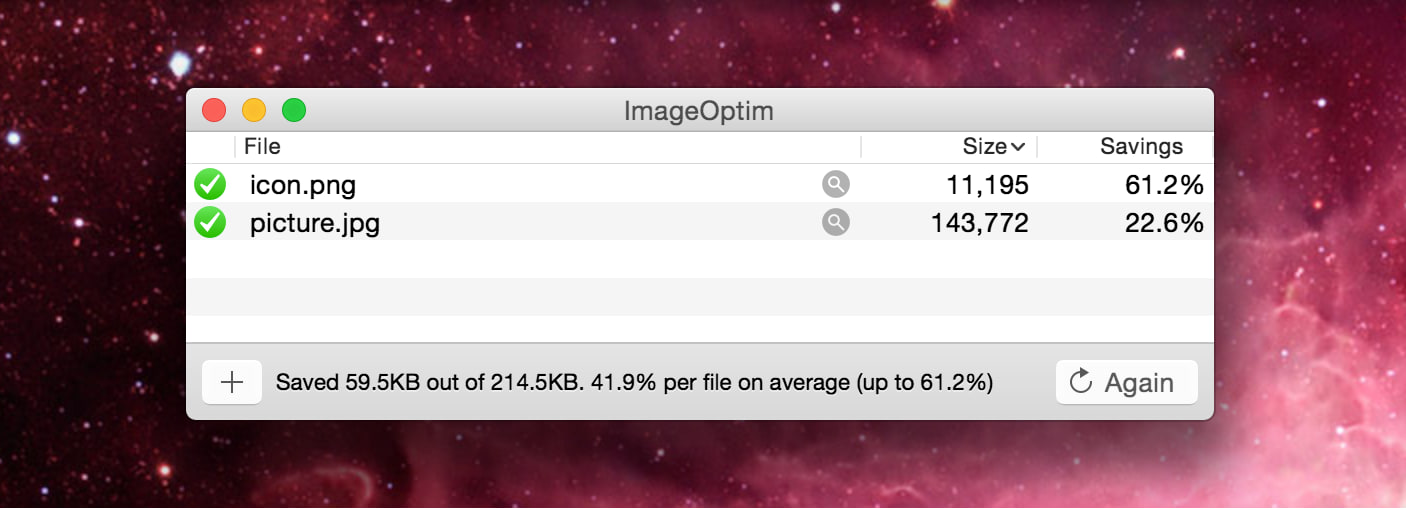 ImageOptim
File Size Savings
icon.png 11,195 61.2%
picture.jpg 143,772 22.6%
Saved 59.5KB out of 214.5KB. 41.9% per file on average (up to 61.2%) Again